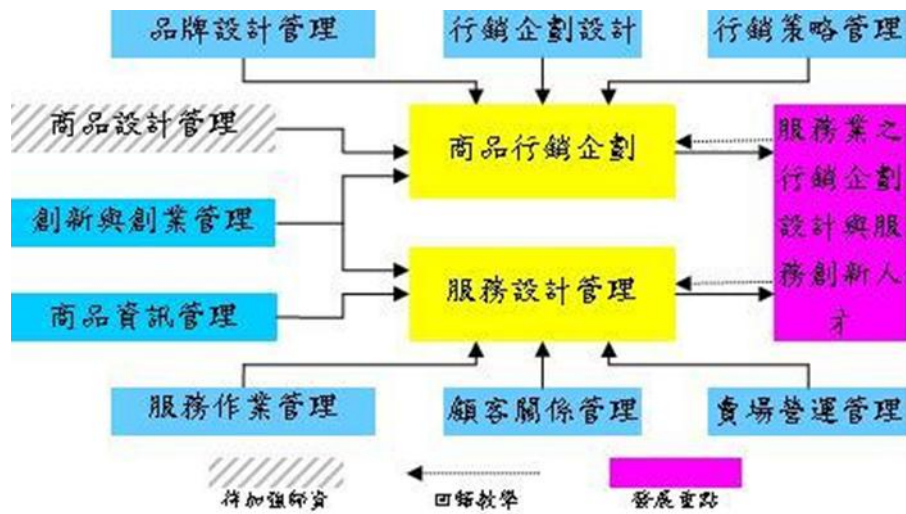 品牌設計管理
行銷企劃設計
行銷策略管理
商品設計管理
商品行銷企劃
服務業之
行銷企劃
設計與服
務創新人
才
創新與創業管理
服務設計管理
商品資訊管理
服務作業管理
顧客關係管理
賣場營運管理
待加強師資
回饋教學
發展重點